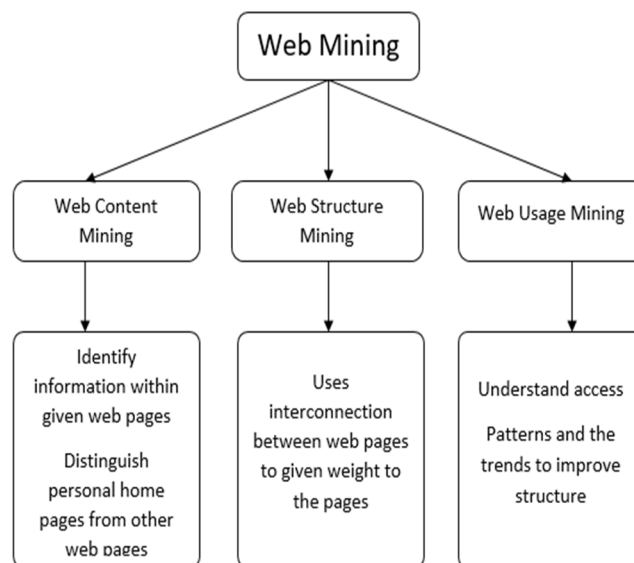 Web Mining
Web Content
Mining
Web Structure
Mining
Web Usage Mining
Identify
information within
given web pages
Distinguish
personal home
pages from other
web pages
Uses
interconnection
between web pages
to given weight to
the pages
Understand access
Patterns and the
trends to improve
structure